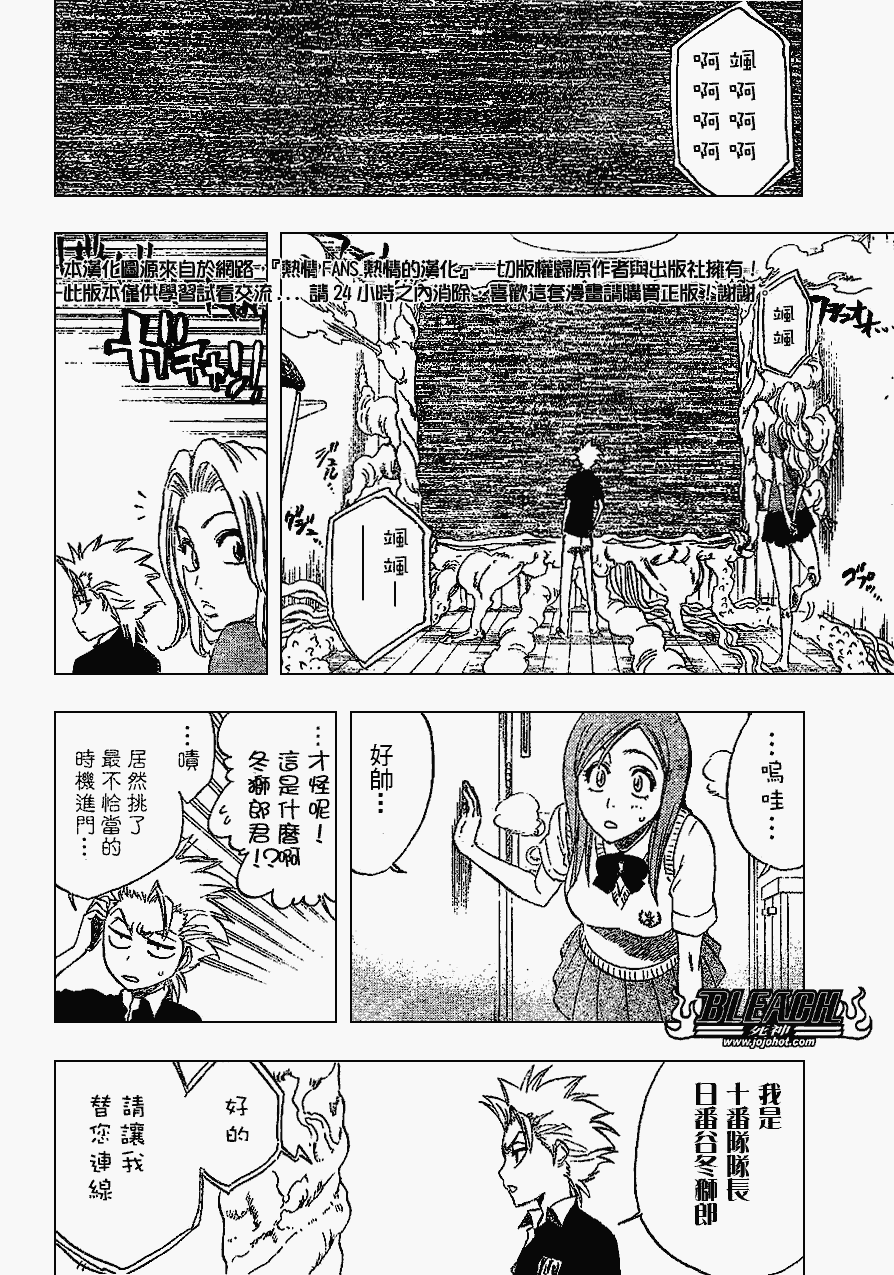 颯啊啊啊
啊啊啊啊
本漢化圖源來自於網路,『熱情FANS 熱情的漢化』一切版權歸原作者與出版社擁有!
此版本僅供學習試看交流...請24小時之內消除。喜歡這套漫畫請購買正版!謝謝。
颯颯
颯颯——
ジュル…
…嗚哇…
好帥…
…才怪呢!
這是什麼啊
冬獅郎君!?
…嘖
居然挑了
最不恰當的
時機進門…
BLEACH
死神
www.jojohot.com
我是
十番隊隊長
日番谷冬獅郎
好的
請讓我
替您連線